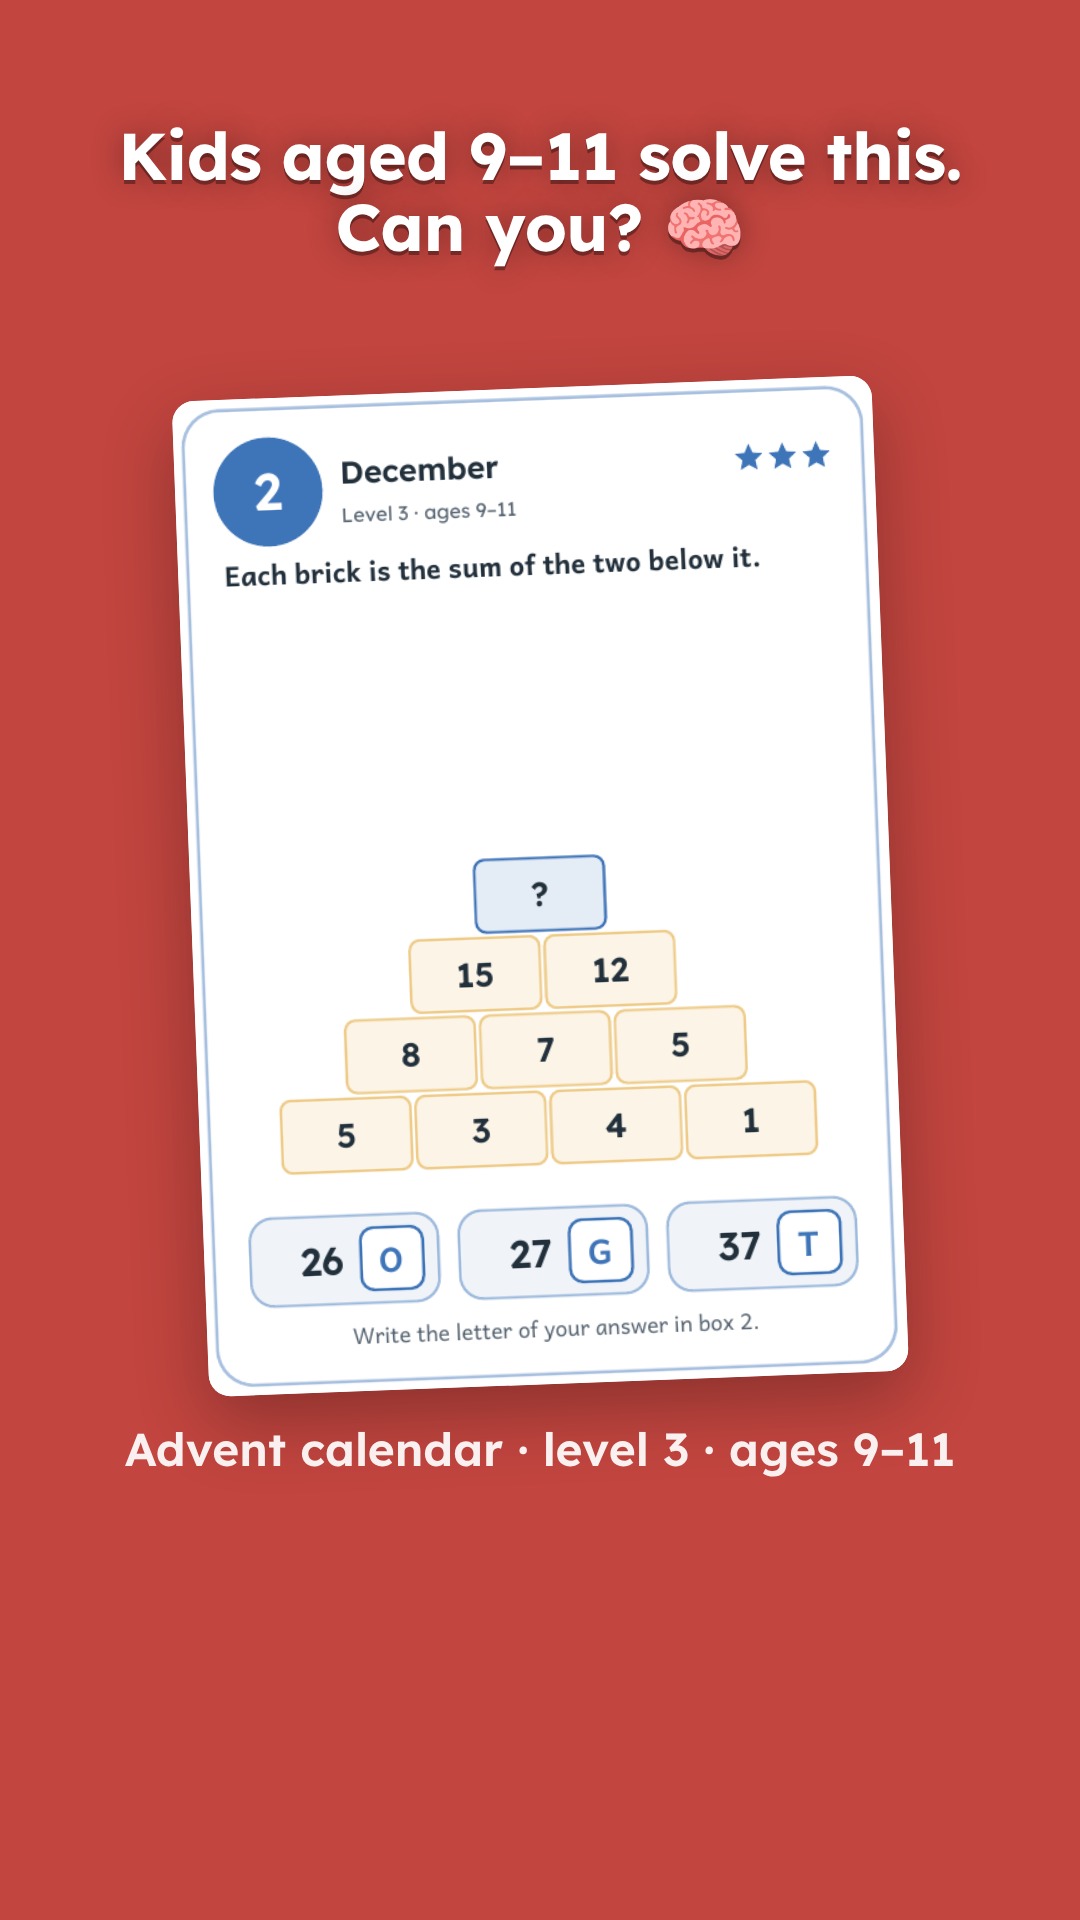 Kids aged 9–11 solve this.
Can you? 🧠
2
December
Level 3 · ages 9–11
Each brick is the sum of the two below it.
?
15 12
8 7 5
5 3 4 1
26 O 27 G 37 T
Write the letter of your answer in box 2.
Advent calendar · level 3 · ages 9–11